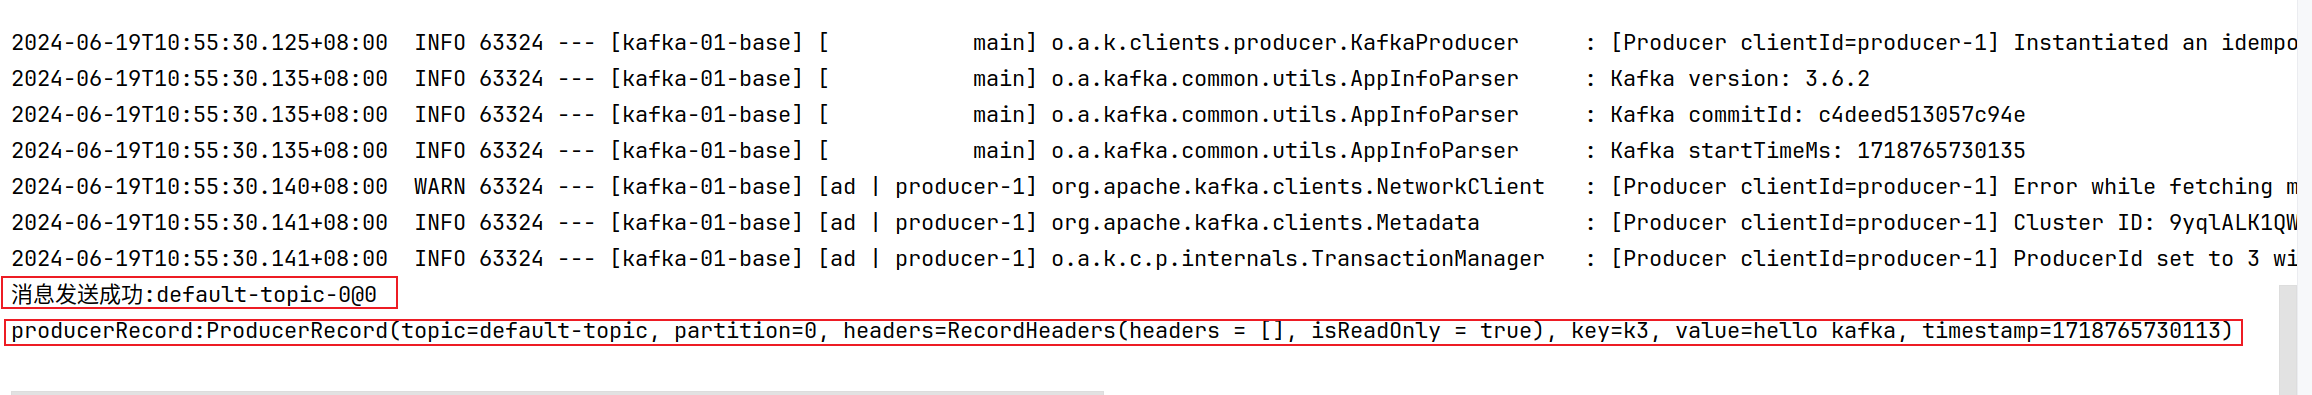 2024-06-19T10:55:30.125+08:00  INFO 63324 --- [kafka-01-base] [           main] o.a.k.clients.producer.KafkaProducer     : [Producer clientId=producer-1] Instantiated an idempo
2024-06-19T10:55:30.135+08:00  INFO 63324 --- [kafka-01-base] [           main] o.a.kafka.common.utils.AppInfoParser     : Kafka version: 3.6.2
2024-06-19T10:55:30.135+08:00  INFO 63324 --- [kafka-01-base] [           main] o.a.kafka.common.utils.AppInfoParser     : Kafka commitId: c4deed513057c94e
2024-06-19T10:55:30.135+08:00  INFO 63324 --- [kafka-01-base] [           main] o.a.kafka.common.utils.AppInfoParser     : Kafka startTimeMs: 1718765730135
2024-06-19T10:55:30.140+08:00  WARN 63324 --- [kafka-01-base] [ad | producer-1] org.apache.kafka.clients.NetworkClient   : [Producer clientId=producer-1] Error while fetching m
2024-06-19T10:55:30.141+08:00  INFO 63324 --- [kafka-01-base] [ad | producer-1] org.apache.kafka.clients.Metadata        : [Producer clientId=producer-1] Cluster ID: 9yqlALK1QW
2024-06-19T10:55:30.141+08:00  INFO 63324 --- [kafka-01-base] [ad | producer-1] o.a.k.c.p.internals.TransactionManager   : [Producer clientId=producer-1] ProducerId set to 3 wi
消息发送成功:default-topic-0@0
producerRecord:ProducerRecord(topic=default-topic, partition=0, headers=RecordHeaders(headers = [], isReadOnly = true), key=k3, value=hello kafka, timestamp=1718765730113)